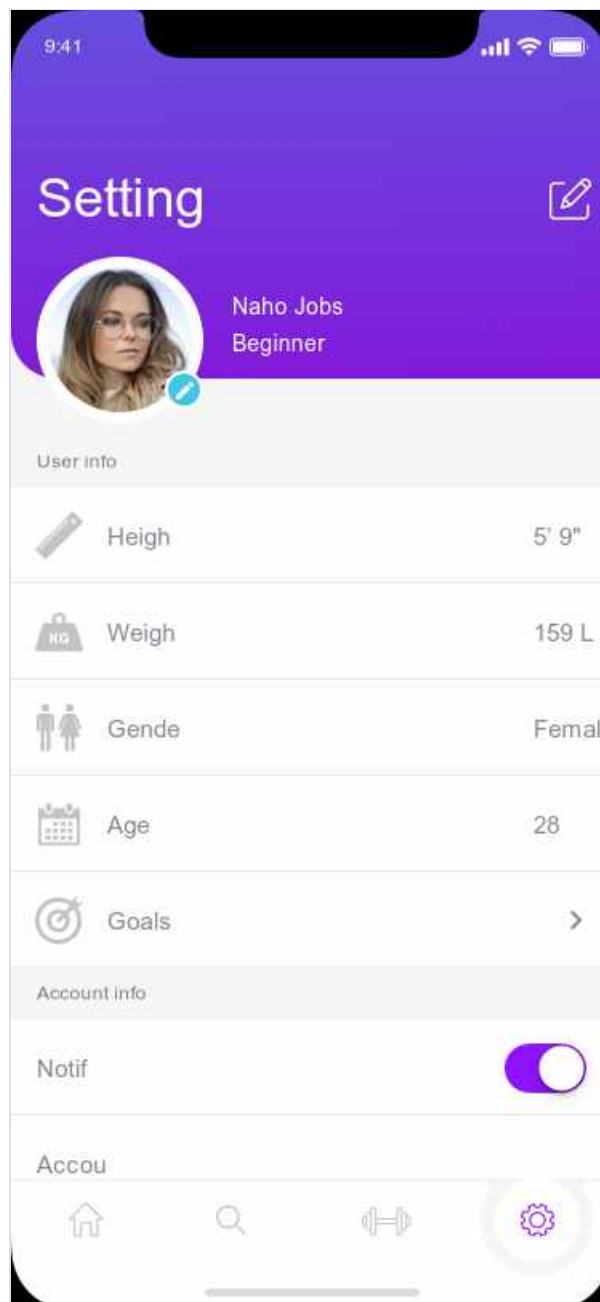 9:41
Setting
Naho Jobs
Beginner
User info
Heigh
5' 9"
KG
Weigh
159 L
Gende
Femal
Age
28
Goals
Account info
Notif
Accou